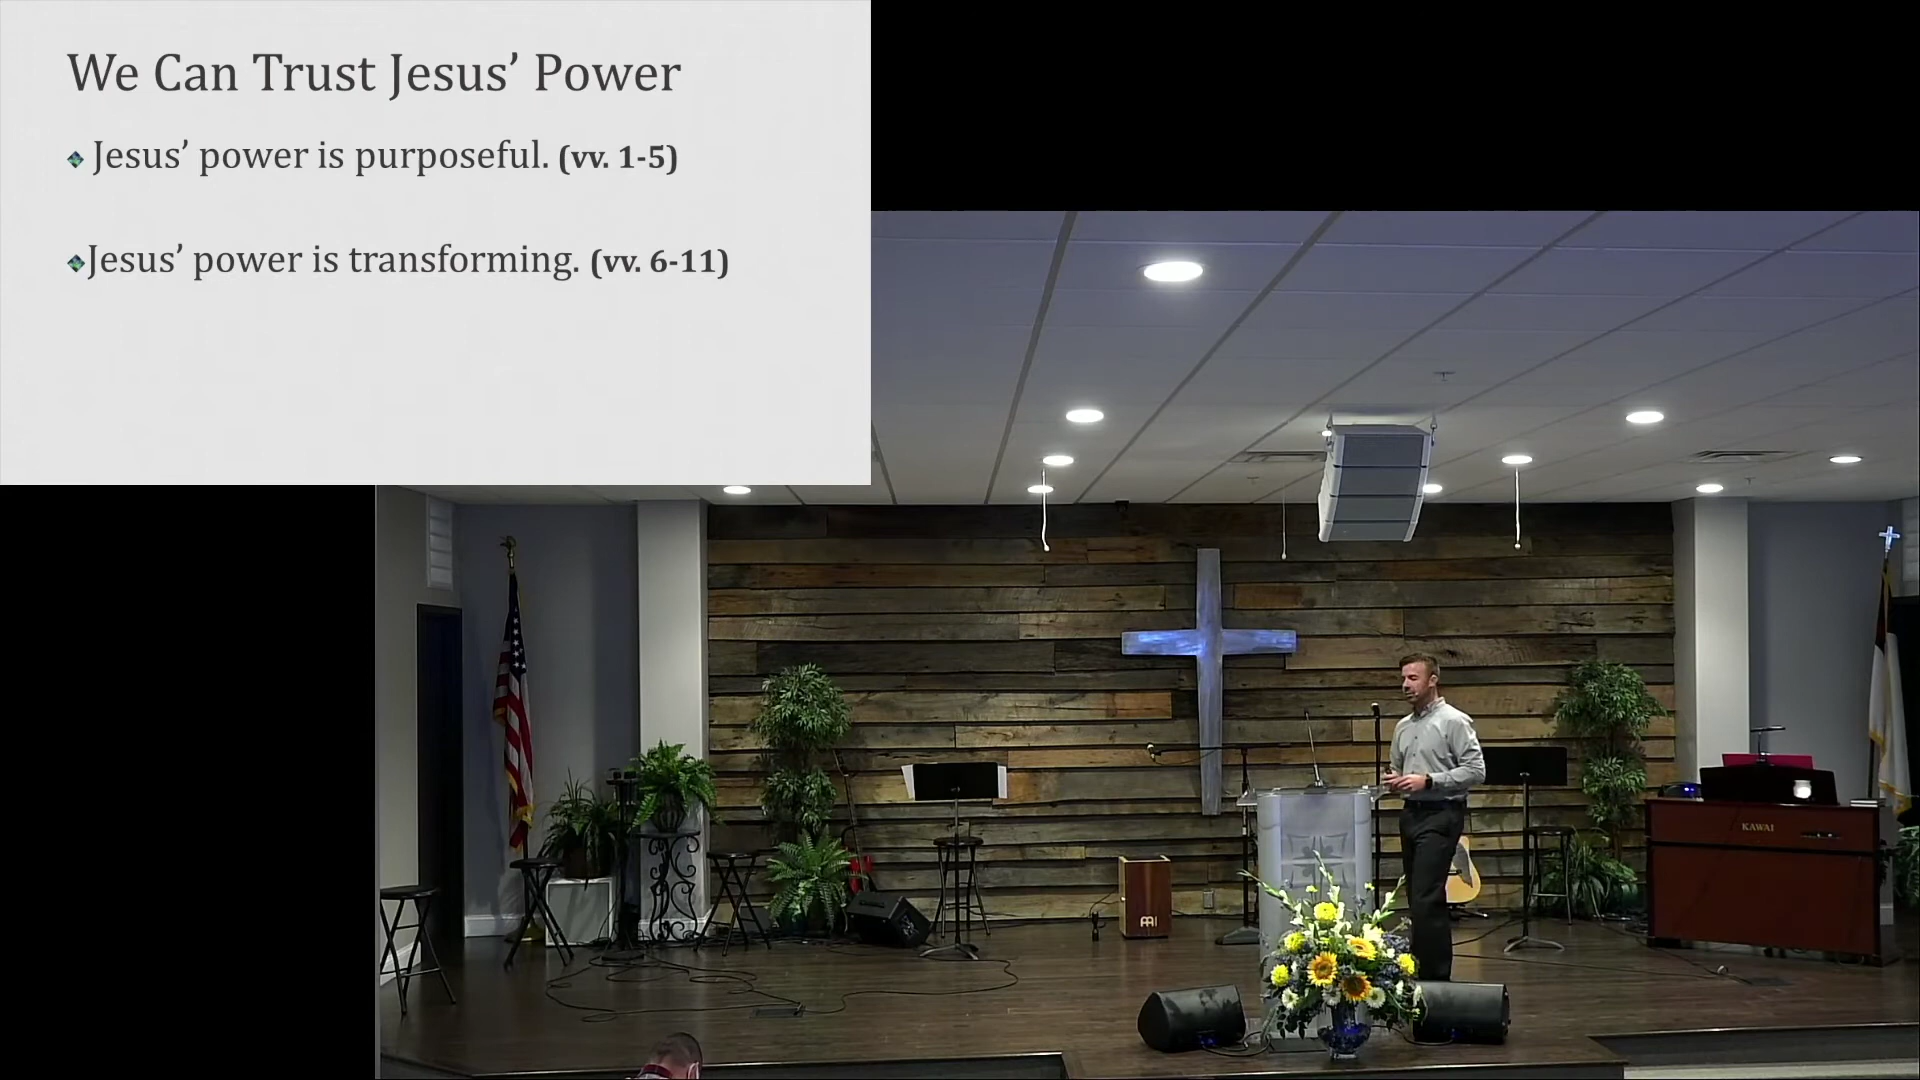 We Can Trust Jesus’ Power
Jesus’ power is purposeful. (vv. 1-5)
Jesus’ power is transforming. (vv. 6-11)
KAWAI